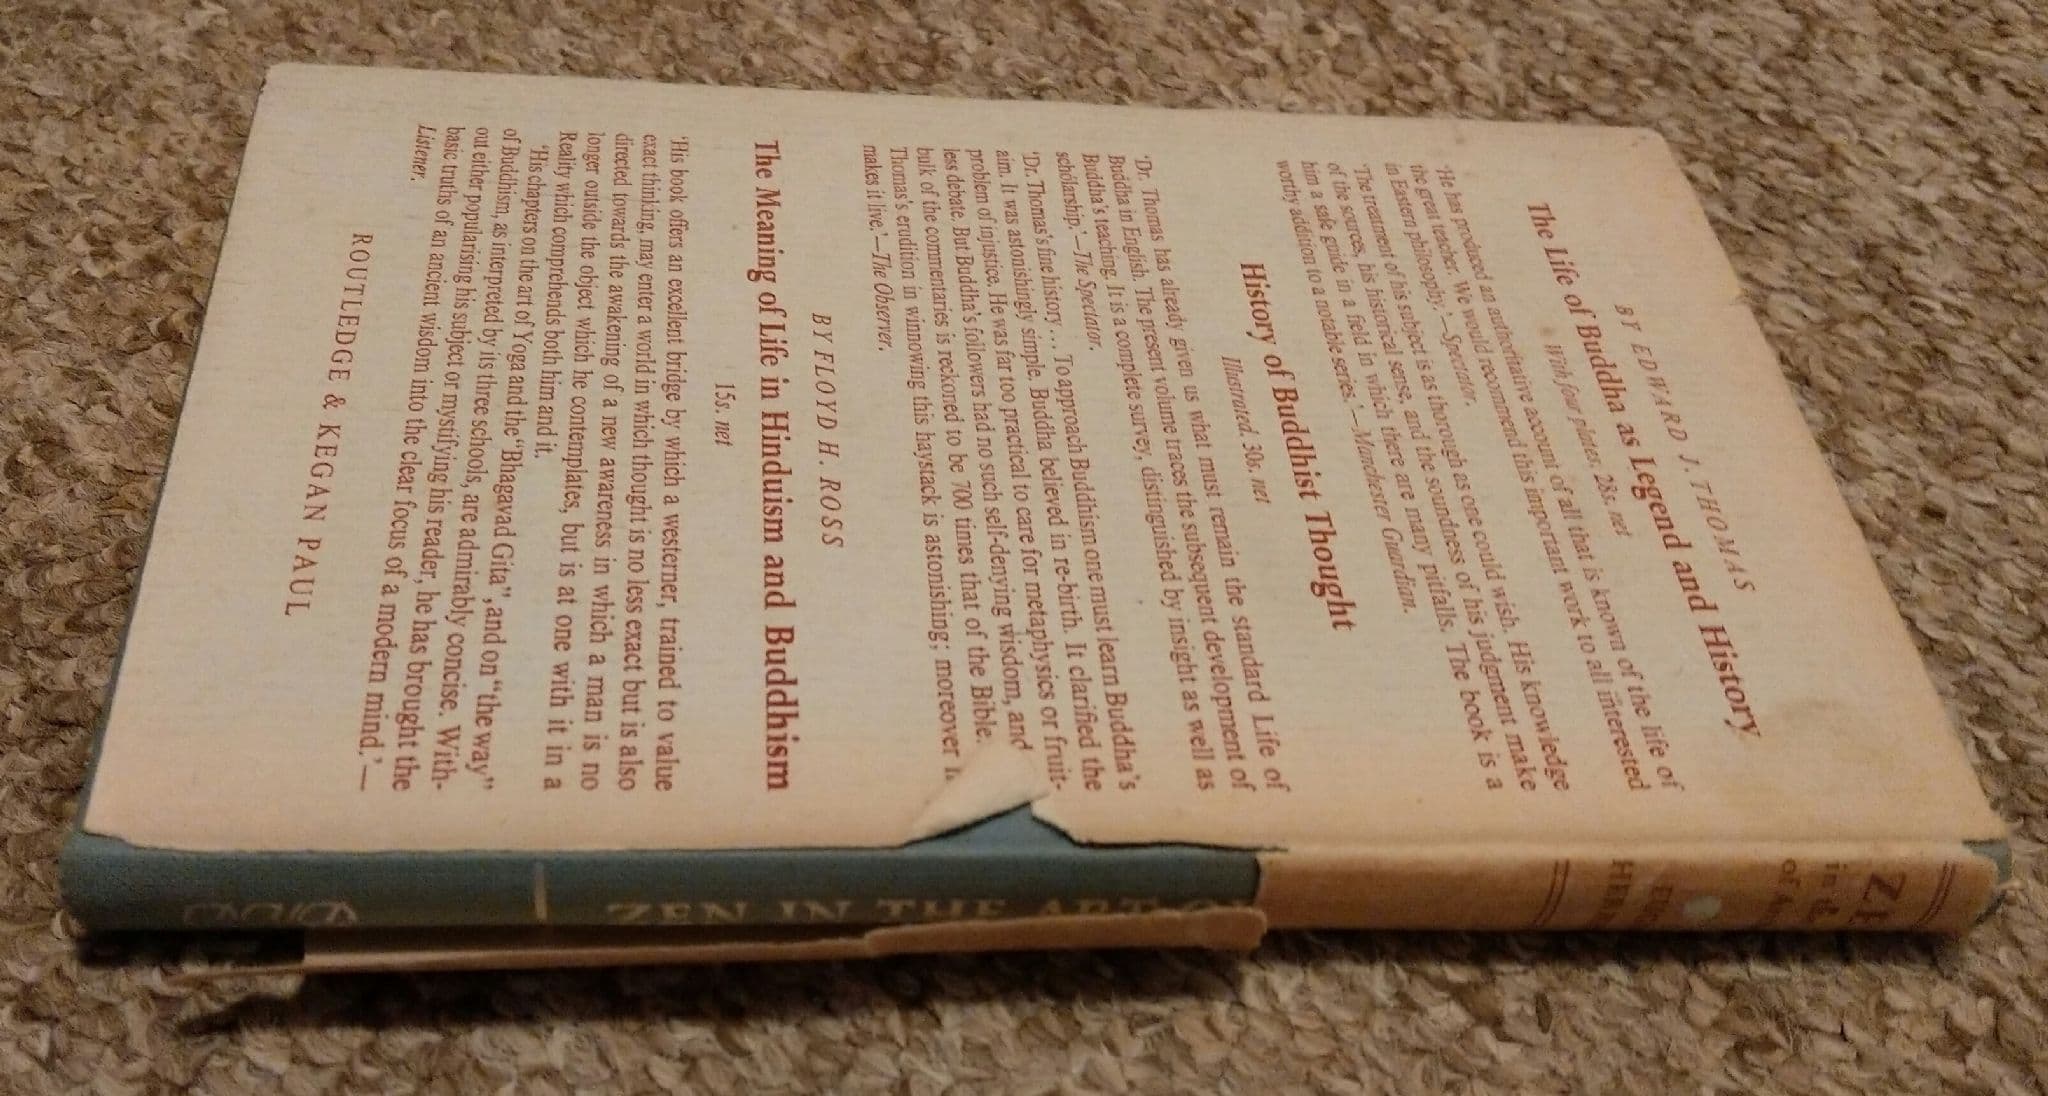 BY EDWARD J. THOMAS
The Life of Buddha as Legend and History
With four plates. 28s. net
'He has produced an authoritative account of all that is known of the life of
the great teacher. We would recommend this important work to all interested
in Eastern philosophy.'—Spectator.
'The treatment of his subject is as thorough as one could wish. His knowledge
of the sources, his historical sense, and the soundness of his judgment make
him a safe guide in a field in which there are many pitfalls. The book is a
worthy addition to a notable series.'—Manchester Guardian.
History of Buddhist Thought
Illustrated. 30s. net
'Dr. Thomas has already given us what must remain the standard Life of
Buddha in English. The present volume traces the subsequent development of
Buddha's teaching. It is a complete survey, distinguished by insight as well as
scholarship.'—The Spectator.
'Dr. Thomas's fine history... To approach Buddhism one must learn Buddha's
aim. It was astonishingly simple. Buddha believed in re-birth. It clarified the
problem of injustice. He was far too practical to care for metaphysics or fruit-
less debate. But Buddha's followers had no such self-denying wisdom, and
bulk of the commentaries is reckoned to be 700 times that of the Bible.
Thomas's erudition in winnowing this haystack is astonishing; moreover
makes it live.'—The Observer.
BY FLOYD H. ROSS
The Meaning of Life in Hinduism and Buddhism
15s. net
'His book offers an excellent bridge by which a westerner, trained to value
exact thinking, may enter a world in which thought is no less exact but is also
directed towards the awakening of a new awareness in which a man is no
longer outside the object which he contemplates, but is at one with it in a
Realty which comprehends both him and it.
'His chapters on the art of Yoga and the "Bhagavad Gita", and on "the way"
of Buddhism, as interpreted by its three schools, are admirably concise. With-
out either popularising his subject or mystifying his reader, he has brought the
basic truths of an ancient wisdom into the clear focus of a modern mind.'—
Listener.
ROUTLEDGE & KEGAN PAUL
ZE
in th
of
HER
ZEN IN THE ART